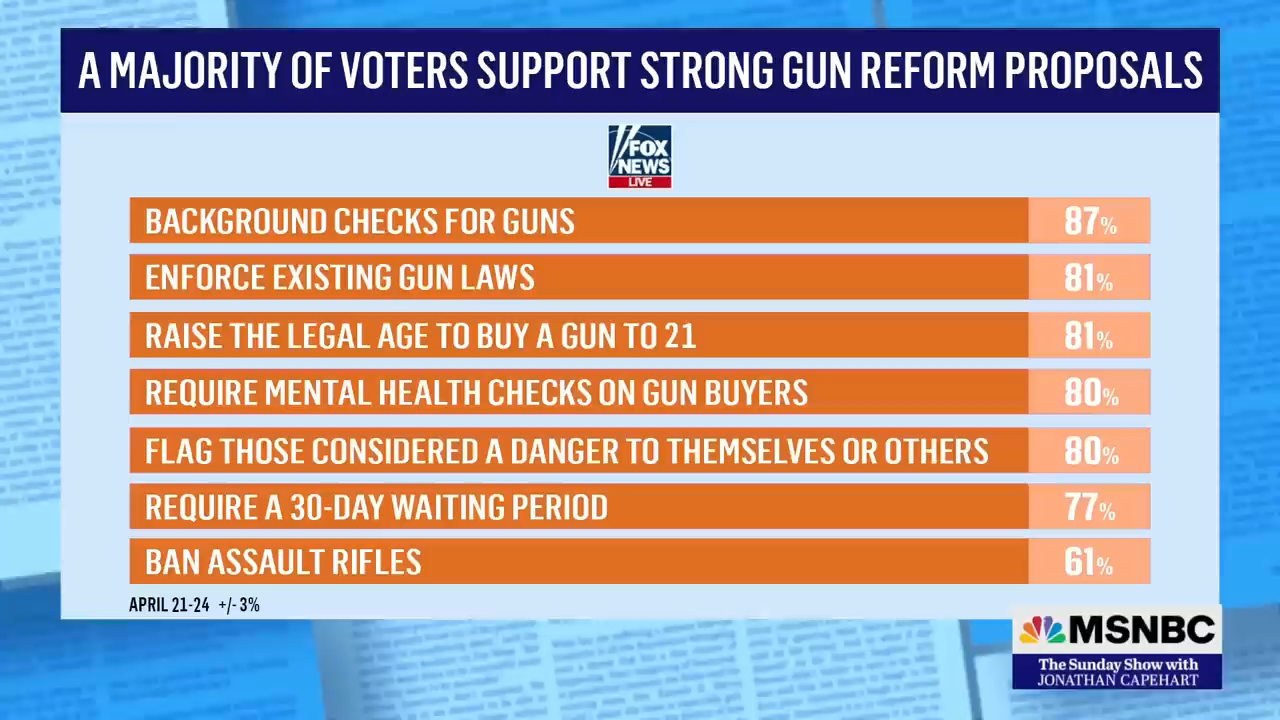 A MAJORITY OF VOTERS SUPPORT STRONG GUN REFORM PROPOSALS
FOX
NEWS
LIVE
BACKGROUND CHECKS FOR GUNS 87%
ENFORCE EXISTING GUN LAWS 81%
RAISE THE LEGAL AGE TO BUY A GUN TO 21 81%
REQUIRE MENTAL HEALTH CHECKS ON GUN BUYERS 80%
FLAG THOSE CONSIDERED A DANGER TO THEMSELVES OR OTHERS 80%
REQUIRE A 30-DAY WAITING PERIOD 77%
BAN ASSAULT RIFLES 61%
APRIL 21-24 +/- 3%
MSNBC
The Sunday Show with
JONATHAN CAPEHART